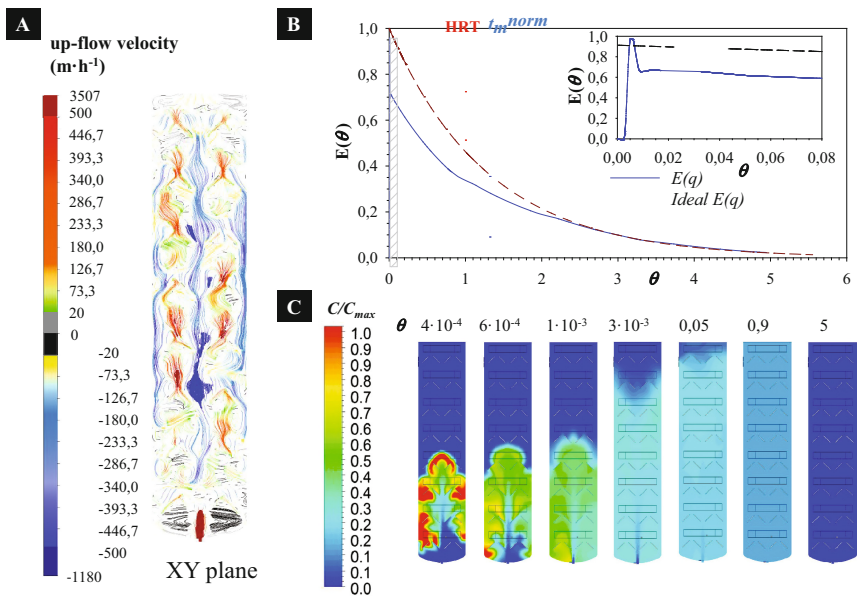 A
up-flow velocity
(m·h⁻¹)
3507
500
446,7
393,3
340,0
286,7
233,3
180,0
126,7
73,3
20
0
-20
-73,3
-126,7
-180,0
-233,3
-286,7
-340,0
-393,3
-446,7
-500
-1180
XY plane
B
HRT tₘnorm
E(θ)
1,0
0,8
0,6
0,4
0,2
0,0
0 1 2 3 4 5 6
θ
E(θ)
1,0
0,8
0,6
0,4
0,2
0,0
0,00 0,02 0,04 0,06 0,08
θ
E(q)
Ideal E(q)
C
C/Cmax
1.0
0.9
0.8
0.7
0.6
0.5
0.4
0.3
0.2
0.1
0.0
θ 4·10⁻⁴ 6·10⁻⁴ 1·10⁻³ 3·10⁻³ 0,05 0,9 5